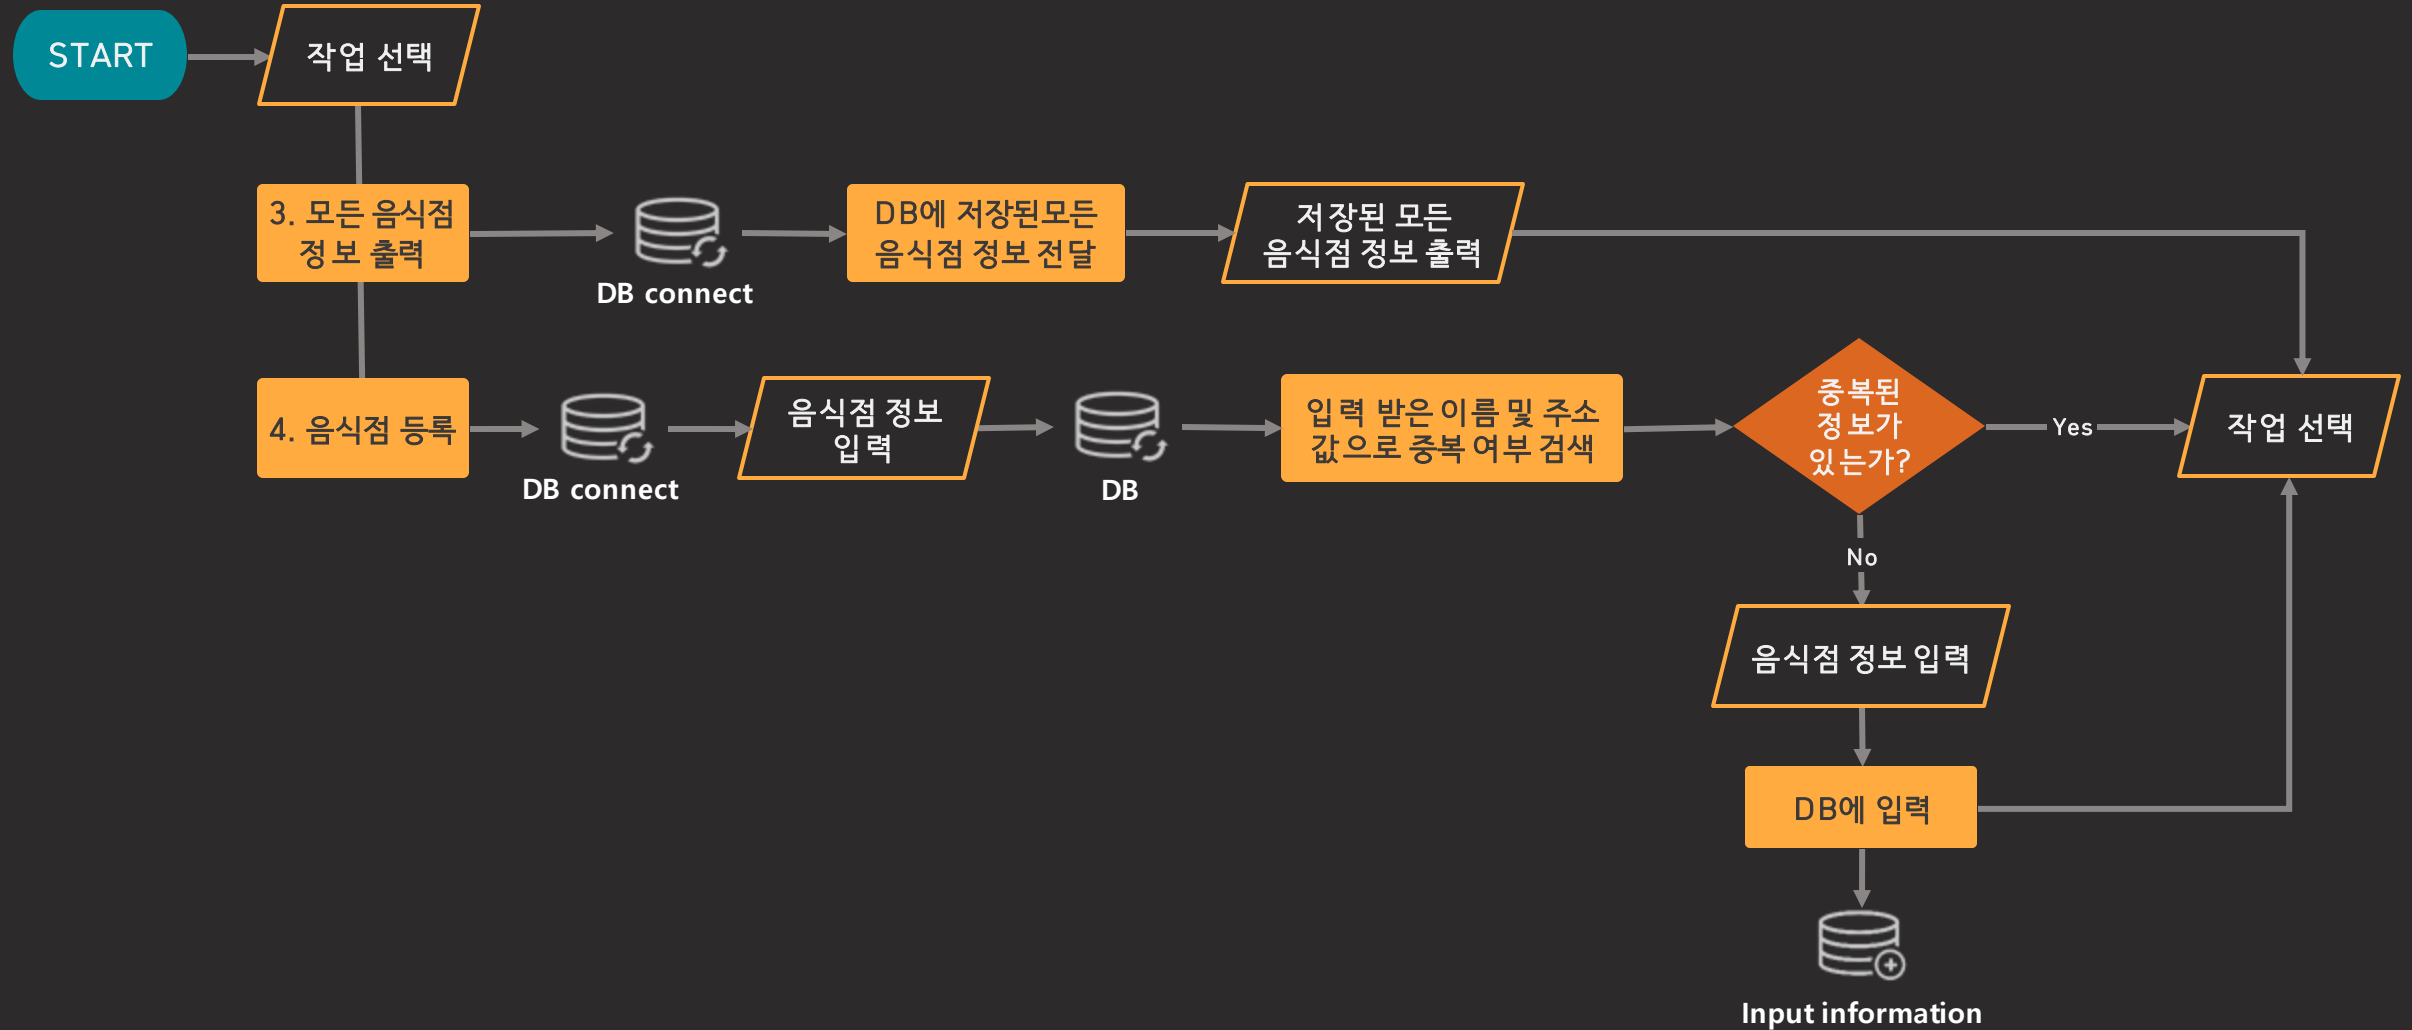 START
작업 선택
3. 모든 음식점
정보 출력
DB connect
DB에 저장된모든
음식점 정보 전달
저장된 모든
음식점 정보 출력
4. 음식점 등록
DB connect
음식점 정보
입력
DB
입력 받은 이름 및 주소
값으로 중복 여부 검색
중복된
정보가
있는가?
Yes
작업 선택
No
음식점 정보 입력
DB에 입력
Input information